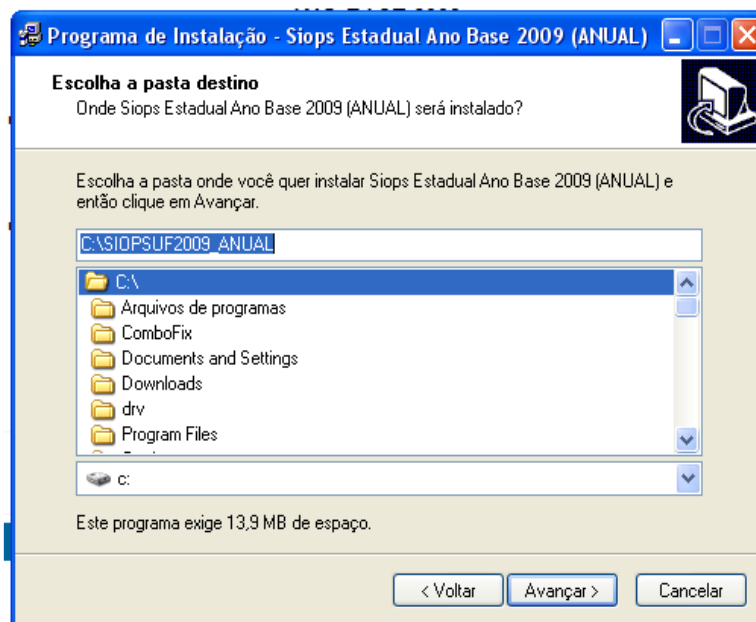 Programa de Instalação - Siops Estadual Ano Base 2009 (ANUAL)
Escolha a pasta destino
Onde Siops Estadual Ano Base 2009 (ANUAL) será instalado?
Escolha a pasta onde você quer instalar Siops Estadual Ano Base 2009 (ANUAL) e
então clique em Avançar.
C:\SIOPSUF2009_ANUAL
C:\
Arquivos de programas
ComboFix
Documents and Settings
Downloads
drv
Program Files
c:
Este programa exige 13,9 MB de espaço.
< Voltar
Avançar >
Cancelar